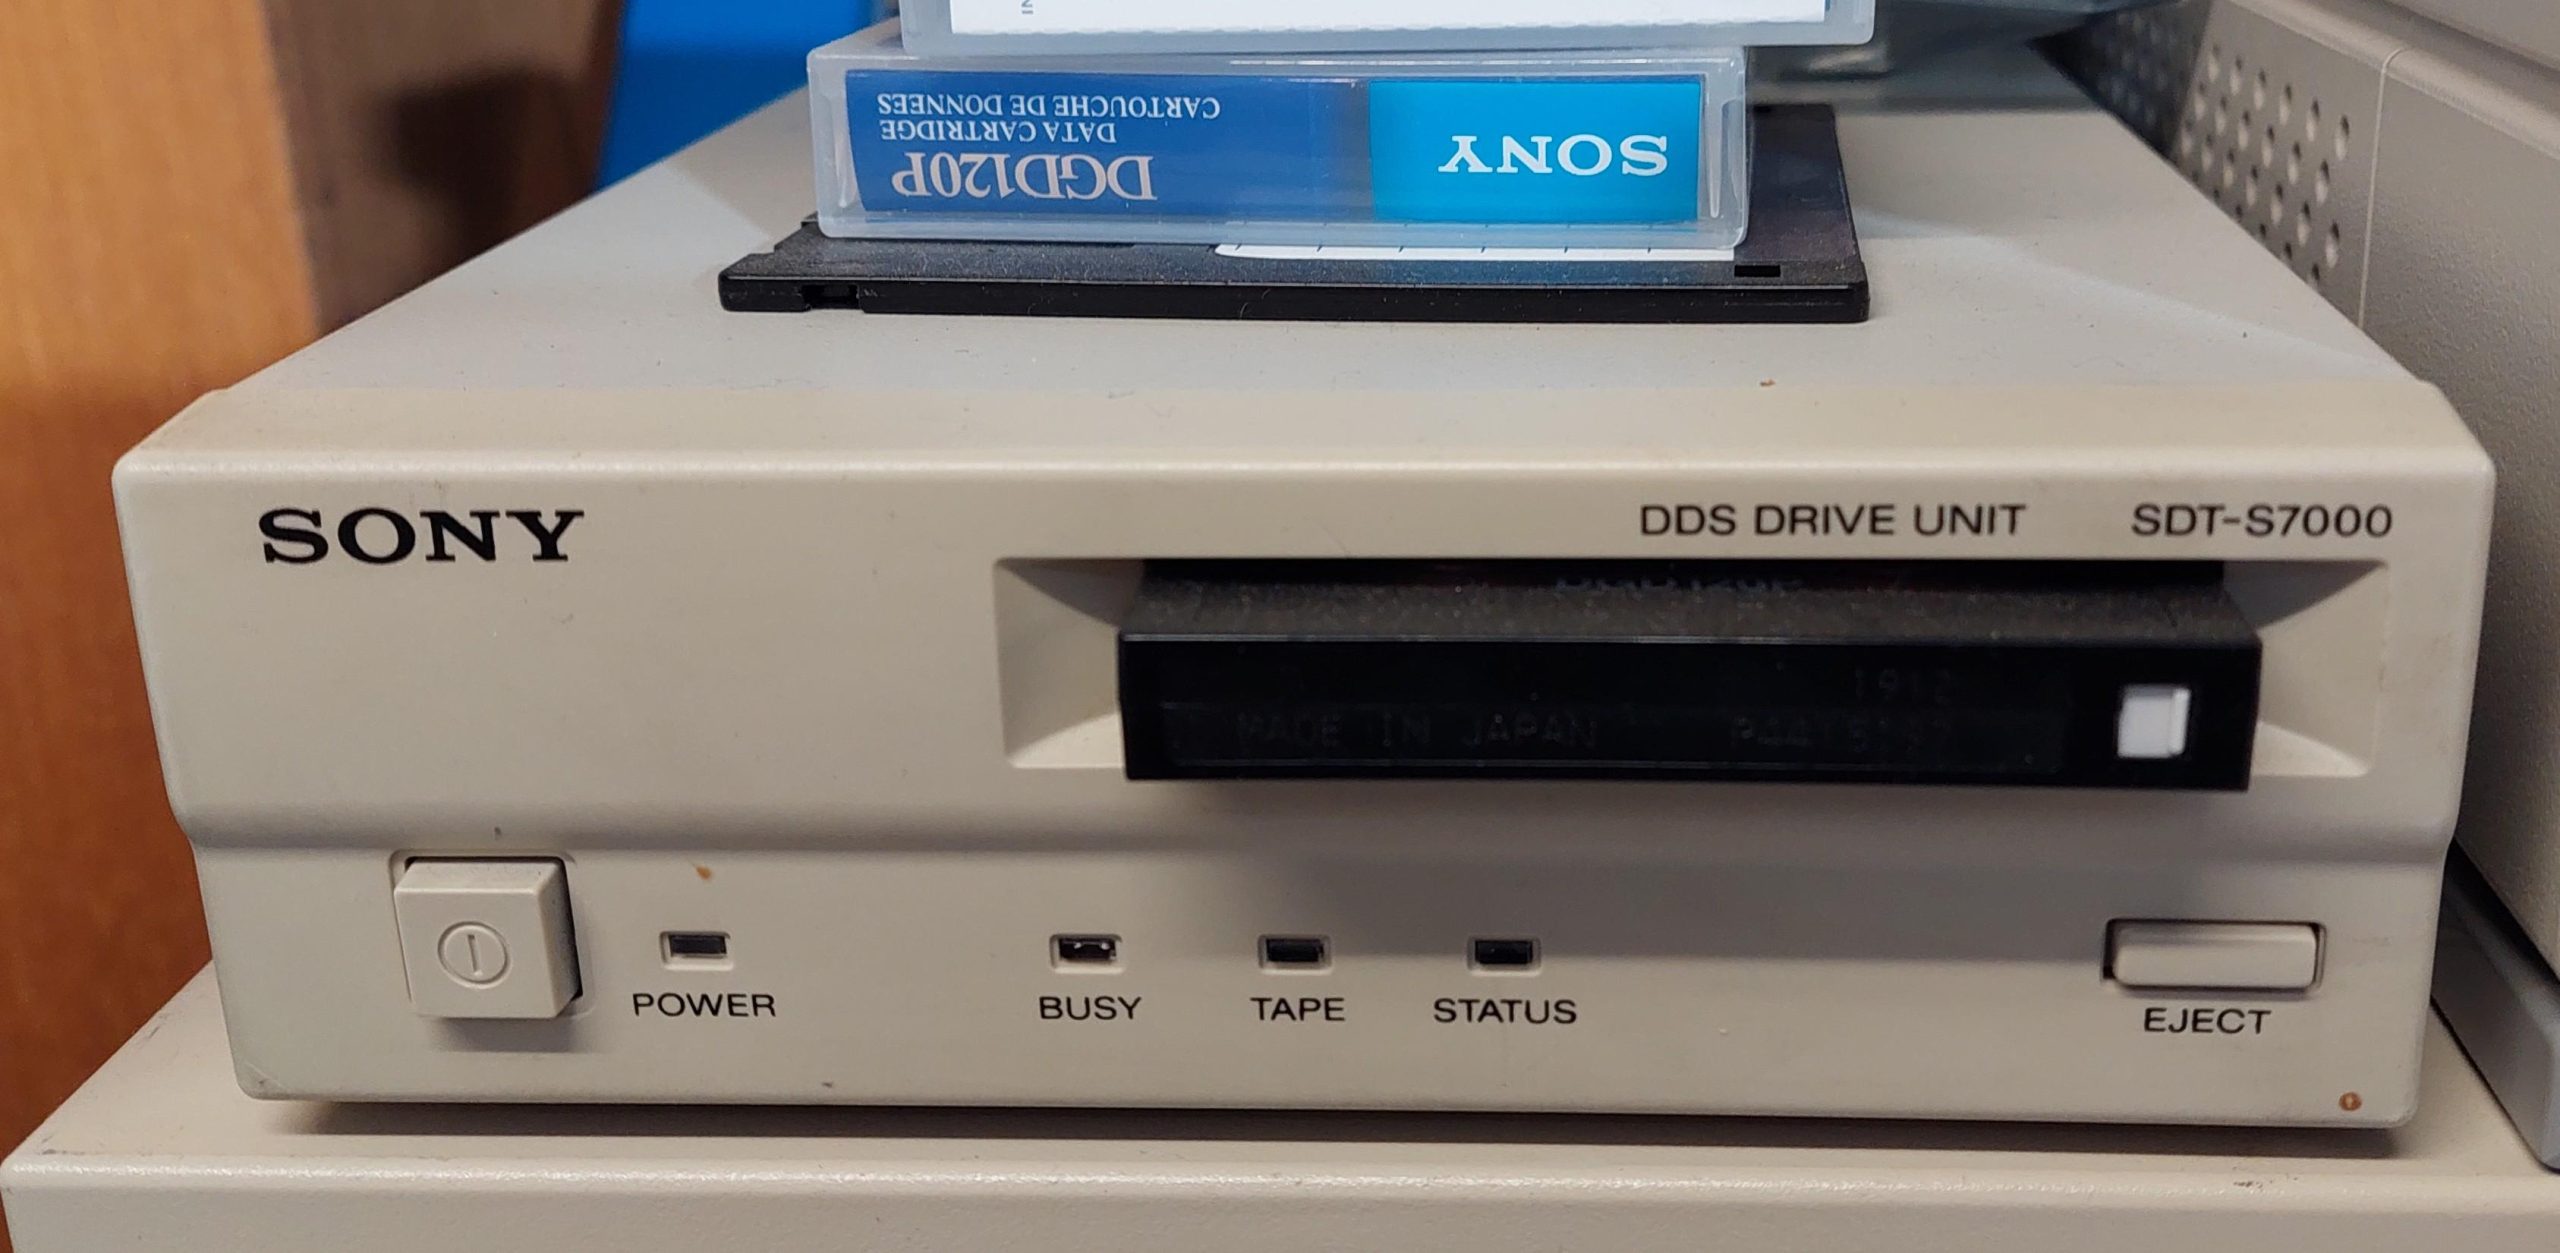 SONY
DGD120P
DATA CARTRIDGE
CARTOUCHE DE DONNEES
SONY
DDS DRIVE UNIT SDT-S7000
MADE IN JAPAN
POWER
BUSY
TAPE
STATUS
EJECT